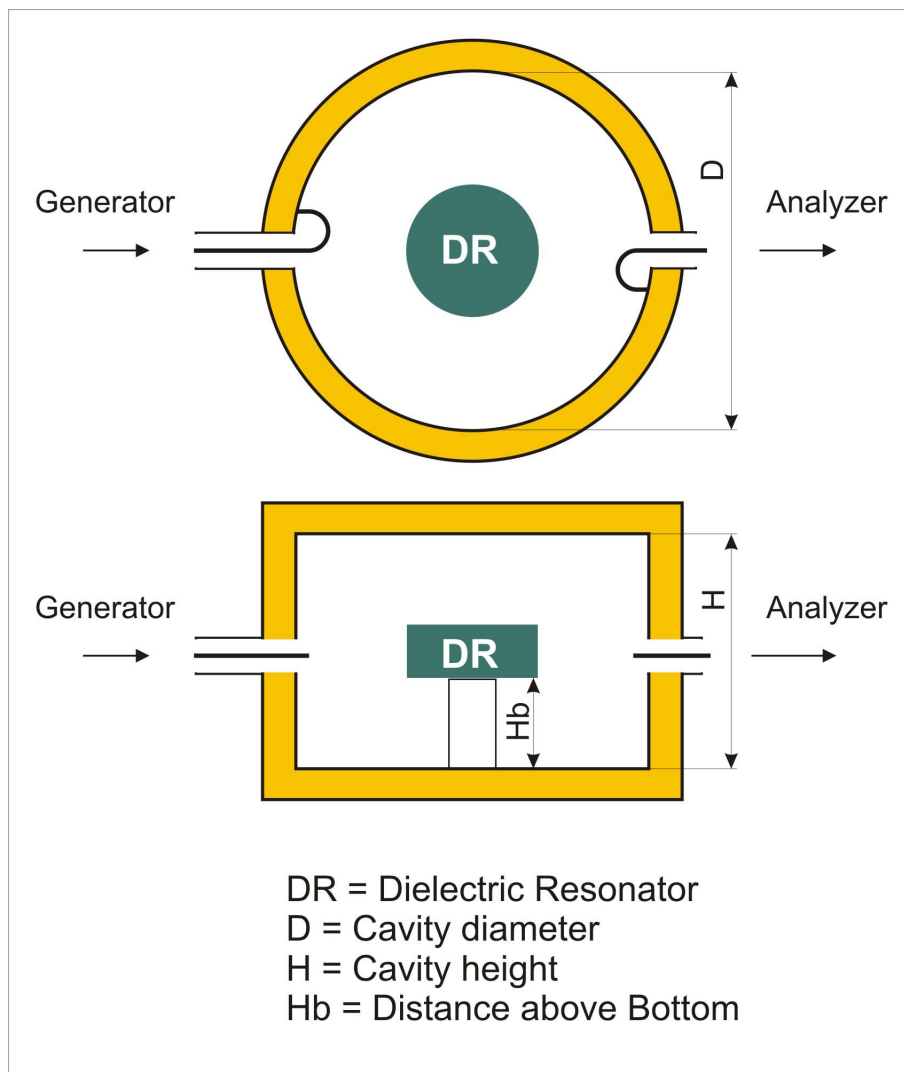 D
Generator
Analyzer
DR
Generator
Analyzer
H
DR
Hb
DR = Dielectric Resonator
D = Cavity diameter
H = Cavity height
Hb = Distance above Bottom